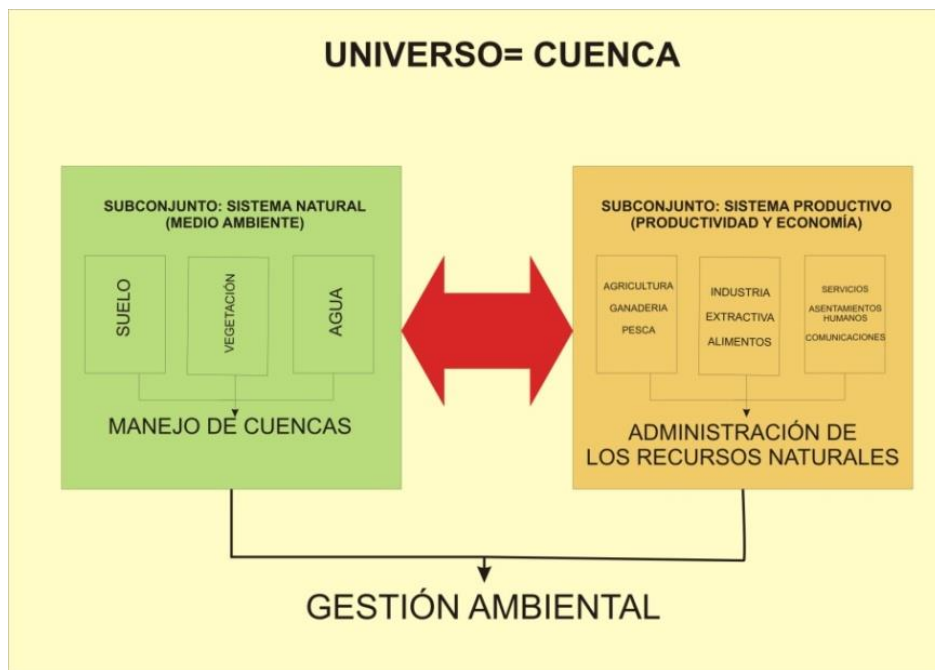 UNIVERSO= CUENCA
SUBCONJUNTO: SISTEMA NATURAL
(MEDIO AMBIENTE)
SUELO
VEGETACIÓN
AGUA
MANEJO DE CUENCAS
SUBCONJUNTO: SISTEMA PRODUCTIVO
(PRODUCTIVIDAD Y ECONOMÍA)
AGRICULTURA
GANADERIA
PESCA
INDUSTRIA
EXTRACTIVA
ALIMENTOS
SERVICIOS
ASENTAMIENTOS
HUMANOS
COMUNICACIONES
ADMINISTRACIÓN DE
LOS RECURSOS NATURALES
GESTIÓN AMBIENTAL